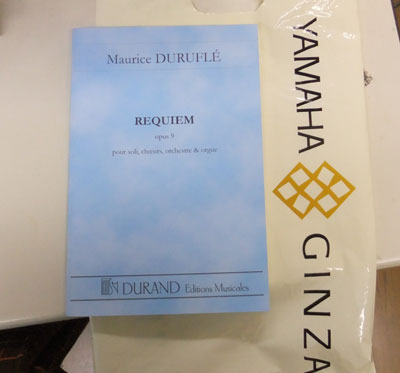 Maurice DURUFLÉ
REQUIEM
opus 9
pour soli, chœurs, orchestre & orgue
DURAND Editions Musicales
YAMAHA GINZA